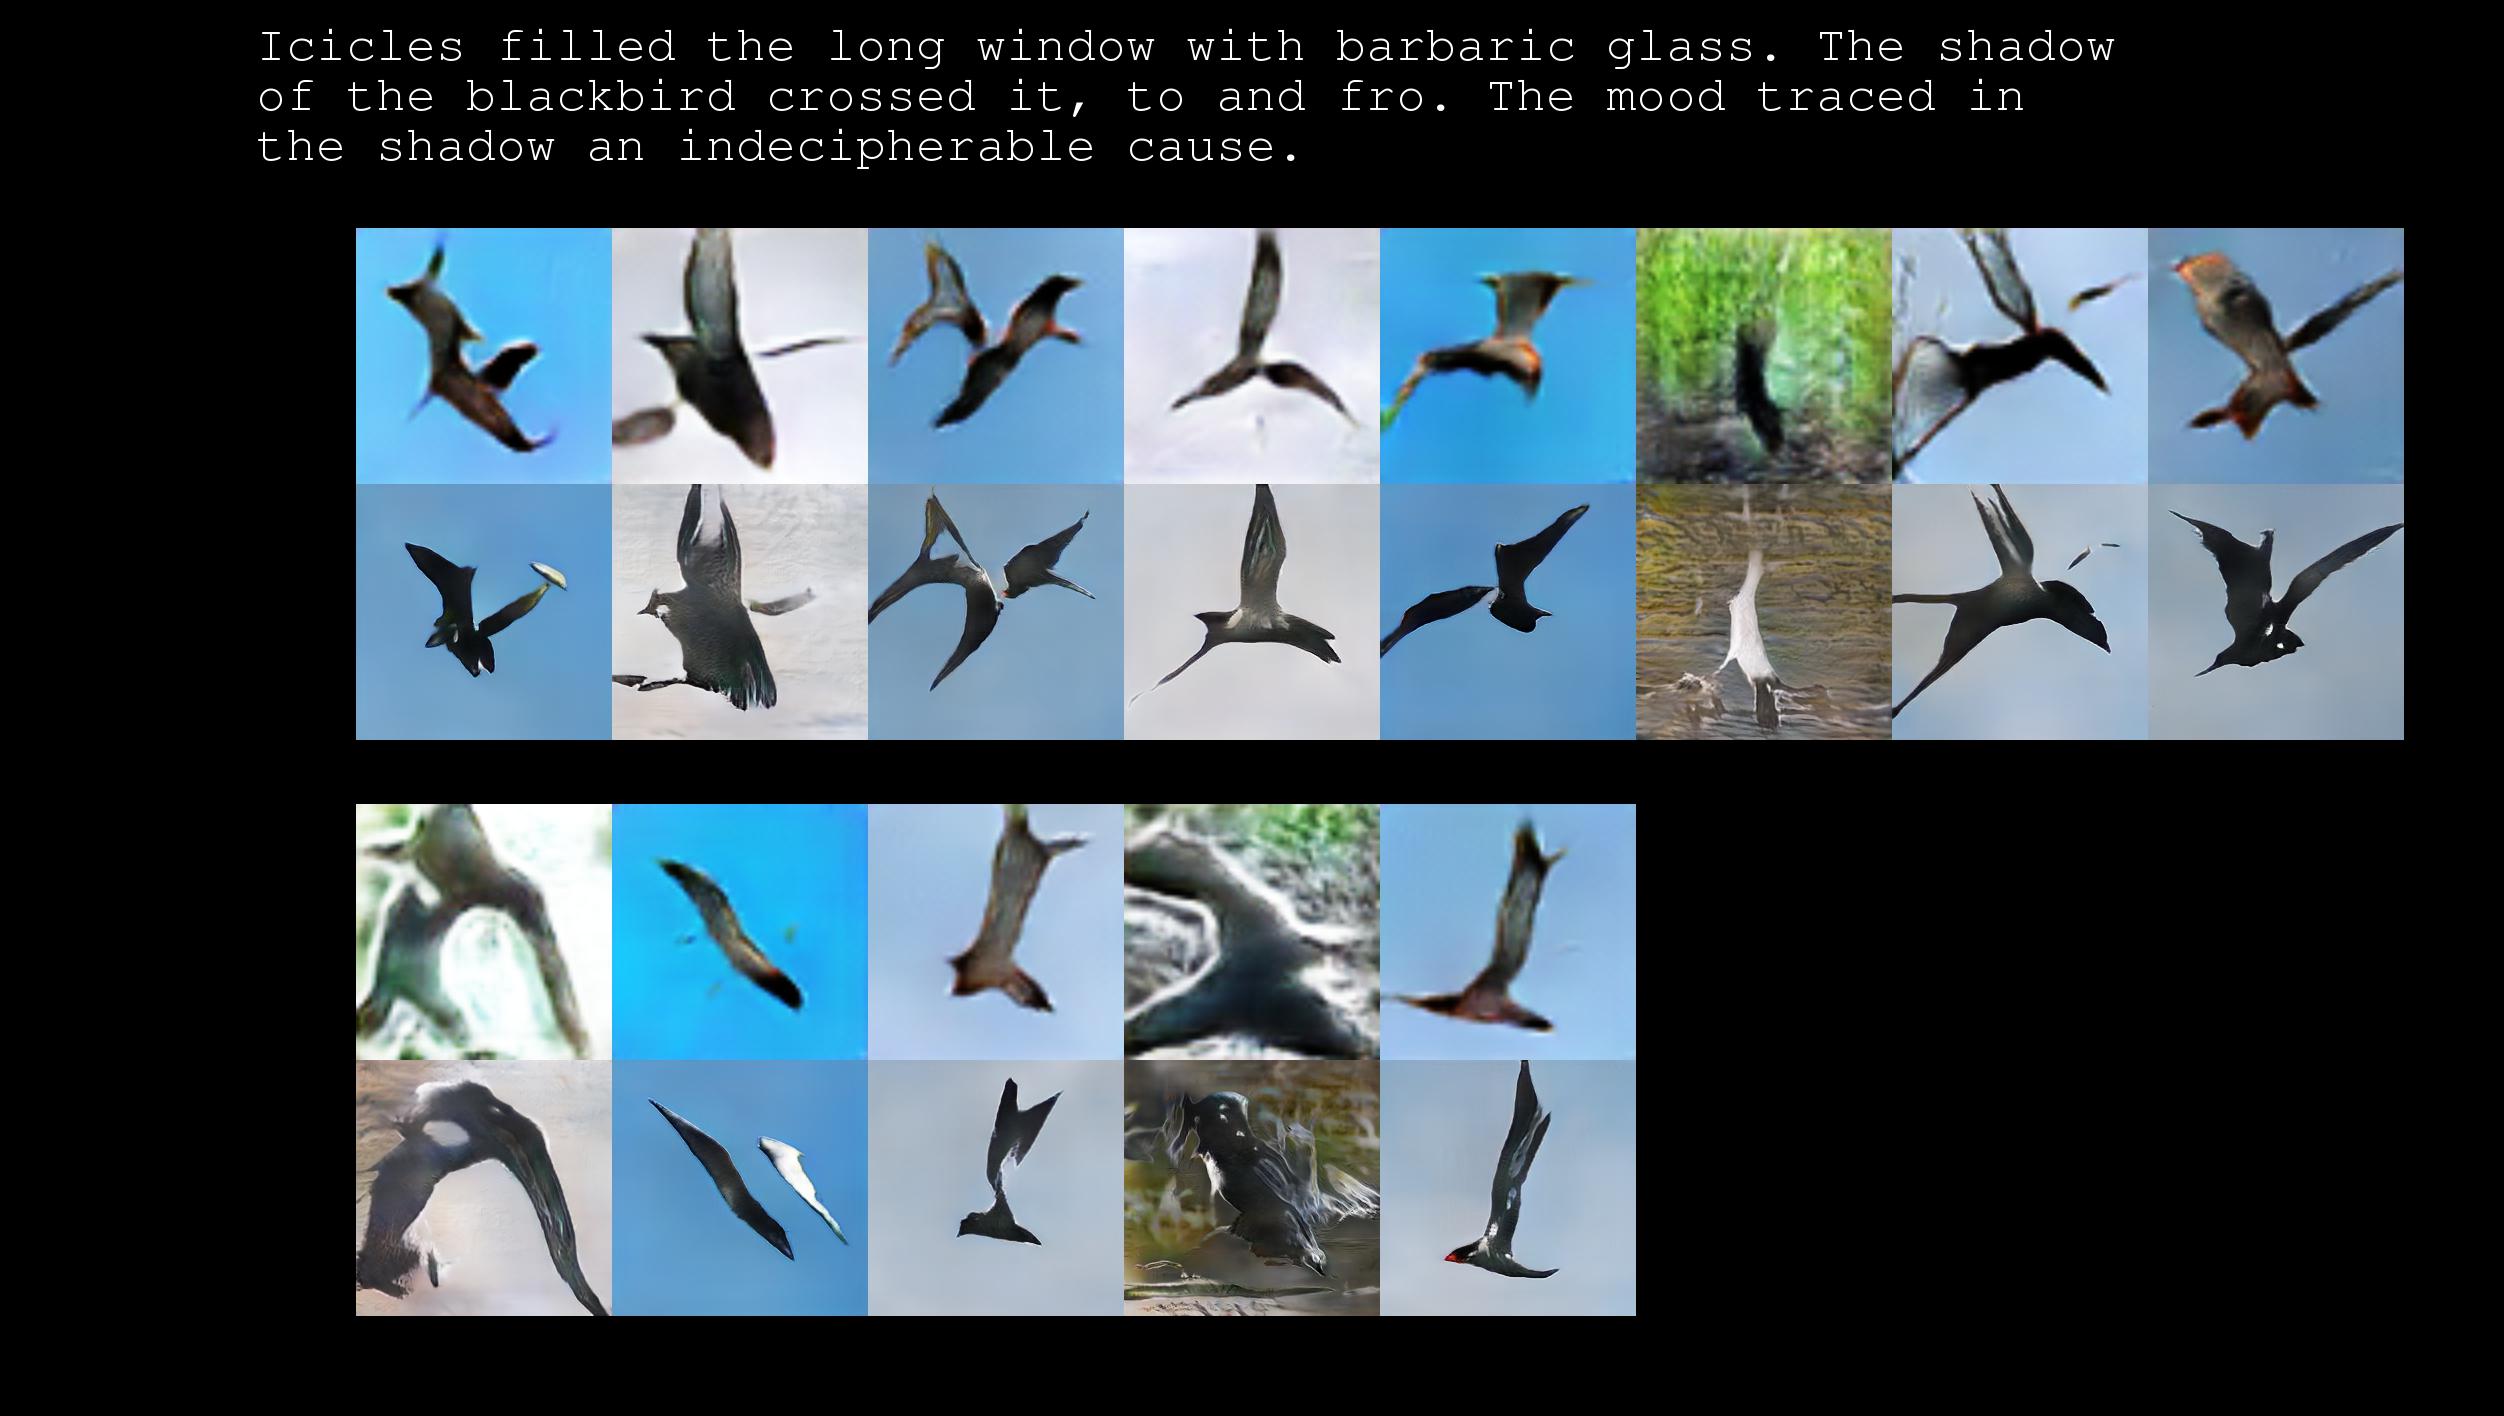 Icicles filled the long window with barbaric glass. The shadow
of the blackbird crossed it, to and fro. The mood traced in
the shadow an indecipherable cause.